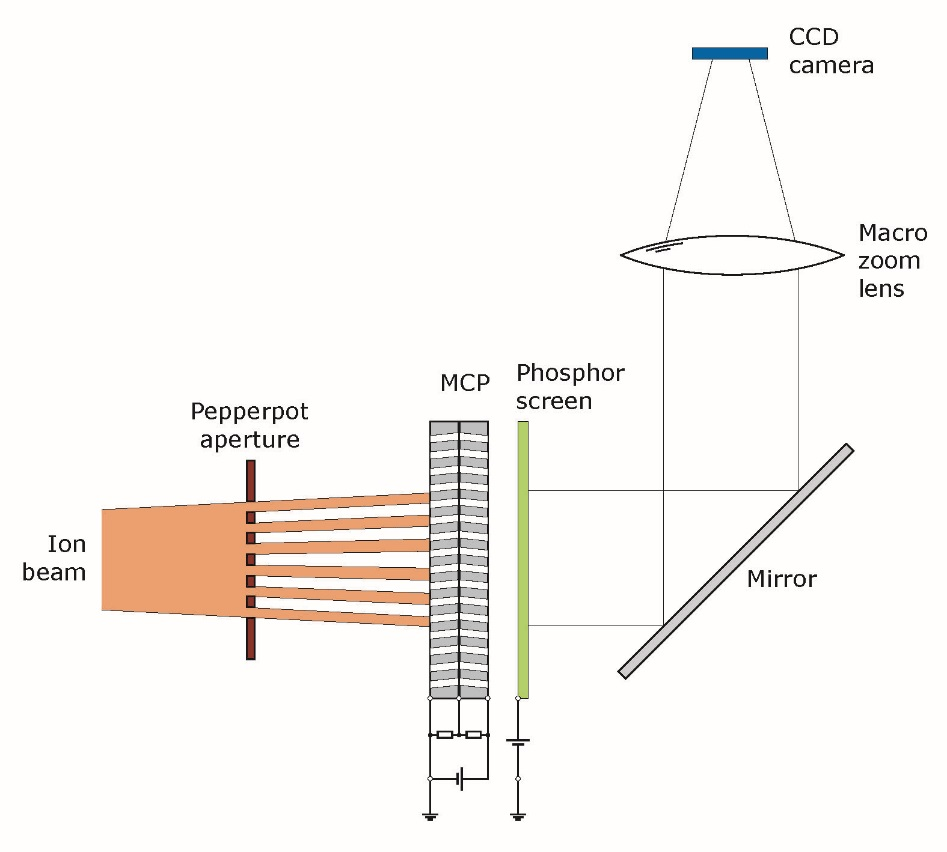 CCD
camera
Macro
zoom
lens
MCP
Phosphor
screen
Pepperpot
aperture
Ion
beam
Mirror